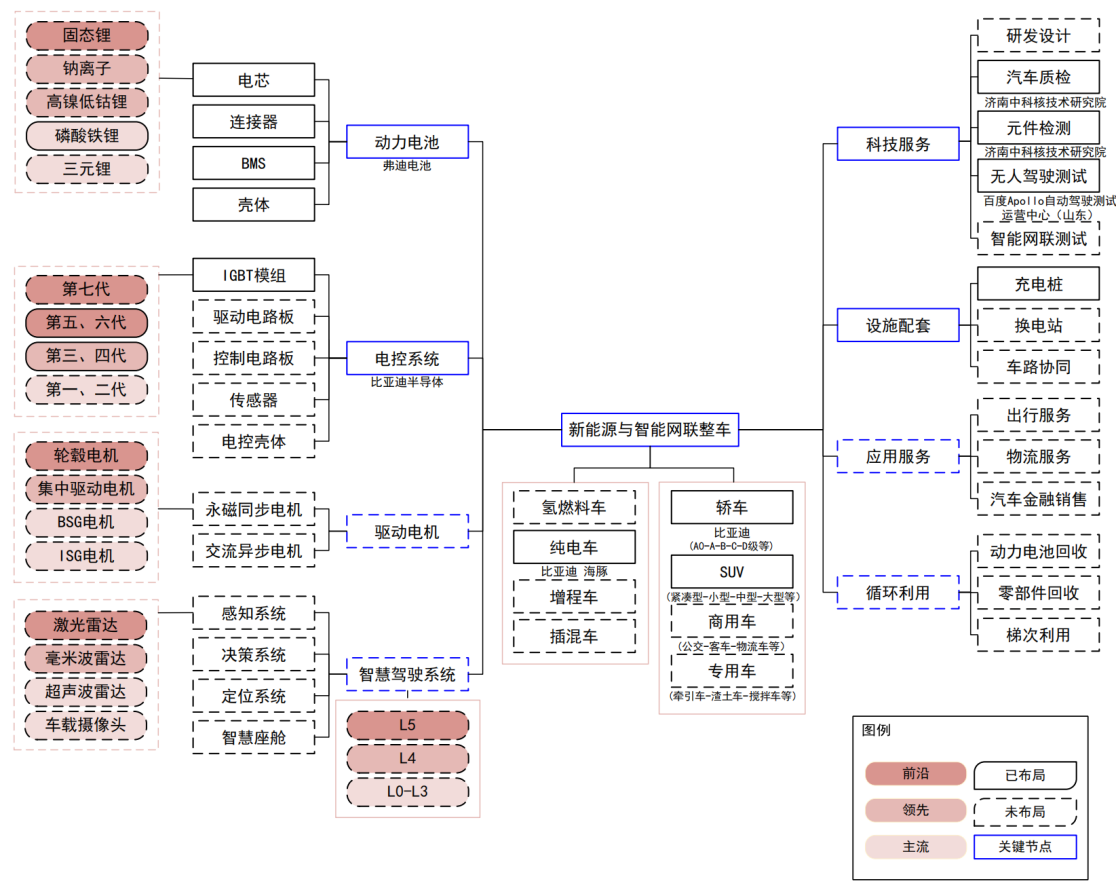 固态锂
钠离子
高镍低钴锂
磷酸铁锂
三元锂
电芯
连接器
BMS
壳体
动力电池
弗迪电池
第七代
第五、六代
第三、四代
第一、二代
IGBT模组
驱动电路板
控制电路板
传感器
电控壳体
电控系统
比亚迪半导体
轮毂电机
集中驱动电机
BSG电机
ISG电机
永磁同步电机
交流异步电机
驱动电机
激光雷达
毫米波雷达
超声波雷达
车载摄像头
感知系统
决策系统
定位系统
智慧座舱
智慧驾驶系统
L5
L4
L0-L3
新能源与智能网联整车
氢燃料车
纯电车
比亚迪 海豚
增程车
插混车
轿车
比亚迪
(A0-A-B-C-D级等)
SUV
(紧凑型-小型-中型-大型等)
商用车
(公交-客车-物流车等)
专用车
(牵引车-渣土车-搅拌车等)
科技服务
研发设计
汽车质检
济南中科核技术研究院
元件检测
济南中科核技术研究院
无人驾驶测试
百度Apollo自动驾驶测试
运营中心（山东）
智能网联测试
设施配套
充电桩
换电站
车路协同
应用服务
出行服务
物流服务
汽车金融销售
循环利用
动力电池回收
零部件回收
梯次利用
图例
前沿
已布局
领先
未布局
主流
关键节点